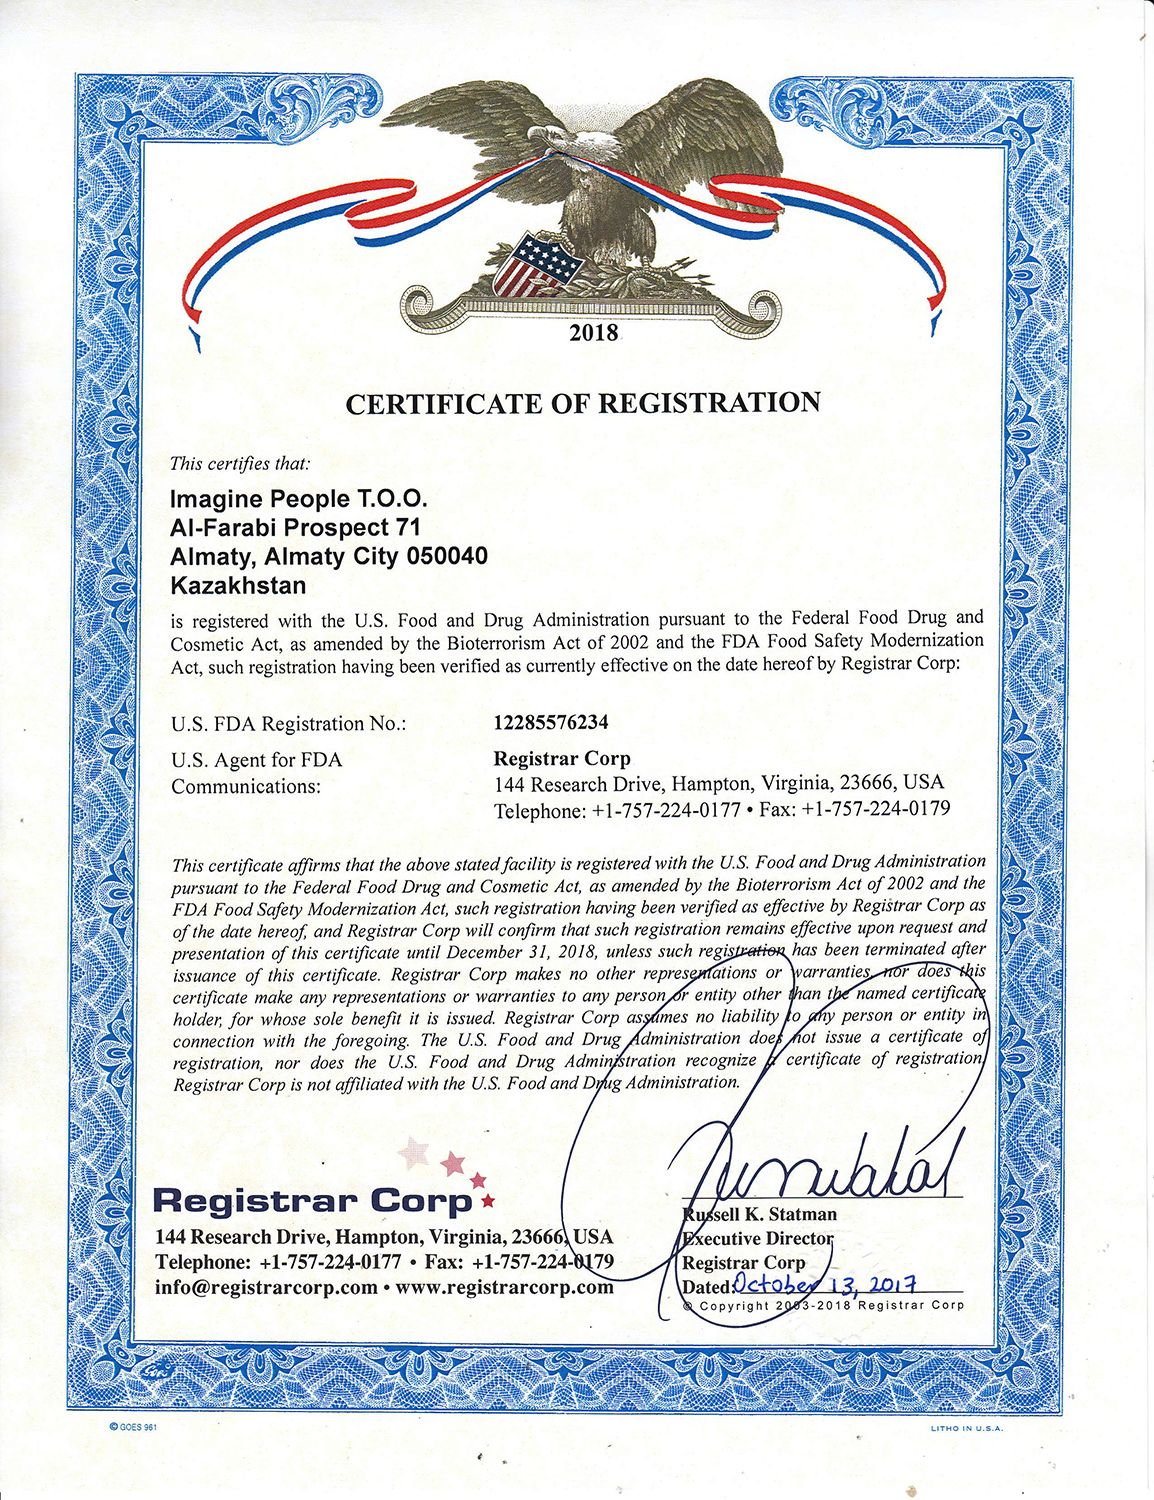 2018
CERTIFICATE OF REGISTRATION
This certifies that:
Imagine People T.O.O.
Al-Farabi Prospect 71
Almaty, Almaty City 050040
Kazakhstan
is registered with the U.S. Food and Drug Administration pursuant to the Federal Food Drug and
Cosmetic Act, as amended by the Bioterrorism Act of 2002 and the FDA Food Safety Modernization
Act, such registration having been verified as currently effective on the date hereof by Registrar Corp:
U.S. FDA Registration No.: 12285576234
U.S. Agent for FDA Registrar Corp
Communications: 144 Research Drive, Hampton, Virginia, 23666, USA
Telephone: +1-757-224-0177 • Fax: +1-757-224-0179
This certificate affirms that the above stated facility is registered with the U.S. Food and Drug Administration
pursuant to the Federal Food Drug and Cosmetic Act, as amended by the Bioterrorism Act of 2002 and the
FDA Food Safety Modernization Act, such registration having been verified as effective by Registrar Corp as
of the date hereof, and Registrar Corp will confirm that such registration remains effective upon request and
presentation of this certificate until December 31, 2018, unless such registration has been terminated after
issuance of this certificate. Registrar Corp makes no other representations or warranties, nor does this
certificate make any representations or warranties to any person or entity other than the named certificate
holder, for whose sole benefit it is issued. Registrar Corp assumes no liability to any person or entity in
connection with the foregoing. The U.S. Food and Drug Administration does not issue a certificate of
registration, nor does the U.S. Food and Drug Administration recognize a certificate of registration.
Registrar Corp is not affiliated with the U.S. Food and Drug Administration.
Registrar Corp
144 Research Drive, Hampton, Virginia, 23666, USA
Telephone: +1-757-224-0177 • Fax: +1-757-224-0179
info@registrarcorp.com • www.registrarcorp.com
Russell K. Statman
Executive Director
Registrar Corp
Dated: October 13, 2017
© Copyright 2003-2018 Registrar Corp
© GOES 961
LITHO IN U.S.A.